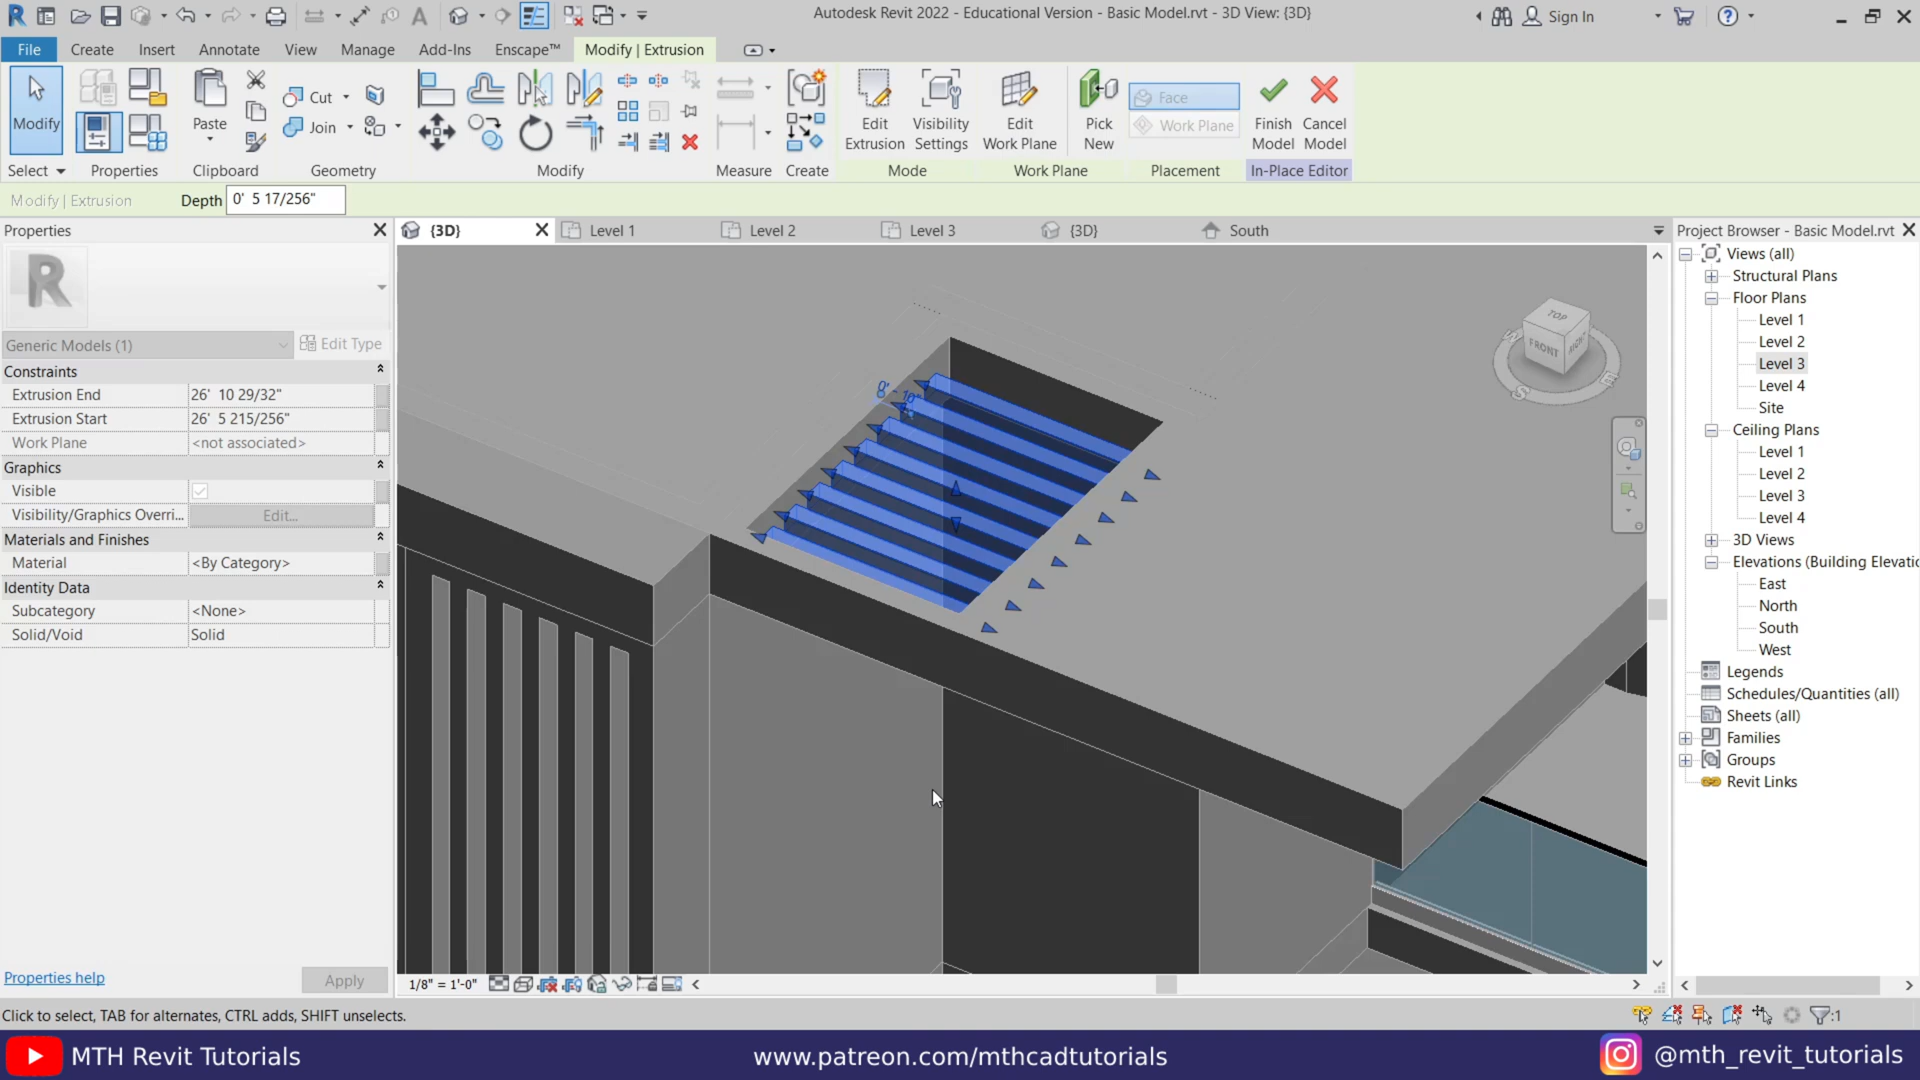 Autodesk Revit 2022 - Educational Version - Basic Model.rvt - 3D View: {3D}
Sign In
File
Create
Insert
Annotate
View
Manage
Add-Ins
Enscape™
Modify | Extrusion
Modify
Paste
Cut
Join
Edit Extrusion
Visibility Settings
Edit Work Plane
Pick New
Face
Work Plane
Finish Model
Cancel Model
Select
Properties
Clipboard
Geometry
Modify
Measure
Create
Mode
Work Plane
Placement
In-Place Editor
Modify | Extrusion
Depth
0' 5 17/256"
Properties
{3D}
Level 1
Level 2
Level 3
{3D}
South
Project Browser - Basic Model.rvt
Generic Models (1)
Edit Type
Constraints
Extrusion End 26' 10 29/32"
Extrusion Start 26' 5 215/256"
Work Plane <not associated>
Graphics
Visible
Visibility/Graphics Overri... Edit...
Materials and Finishes
Material <By Category>
Identity Data
Subcategory <None>
Solid/Void Solid
Properties help
Apply
TOP
FRONT
S
Views (all)
Structural Plans
Floor Plans
Level 1
Level 2
Level 3
Level 4
Site
Ceiling Plans
Level 1
Level 2
Level 3
Level 4
3D Views
Elevations (Building Elevatio
East
North
South
West
Legends
Schedules/Quantities (all)
Sheets (all)
Families
Groups
Revit Links
1/8" = 1'-0"
Click to select, TAB for alternates, CTRL adds, SHIFT unselects.
:1
MTH Revit Tutorials
www.patreon.com/mthcadtutorials
@mth_revit_tutorials